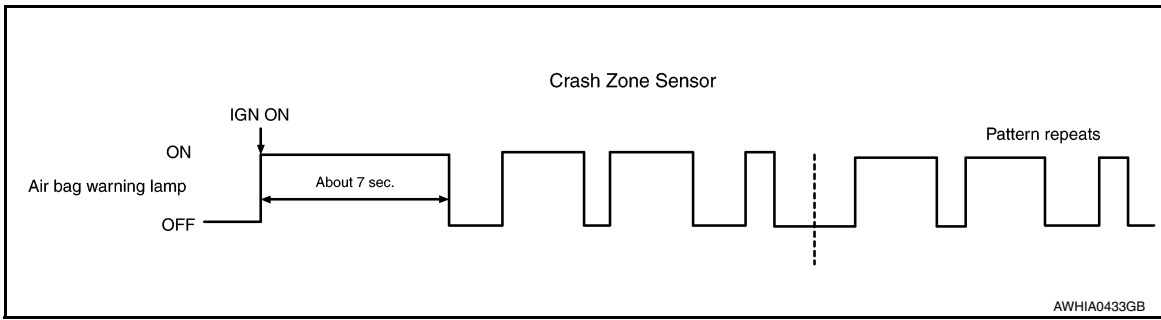 Crash Zone Sensor
IGN ON
Pattern repeats
ON
Air bag warning lamp
About 7 sec.
OFF
AWHIA0433GB